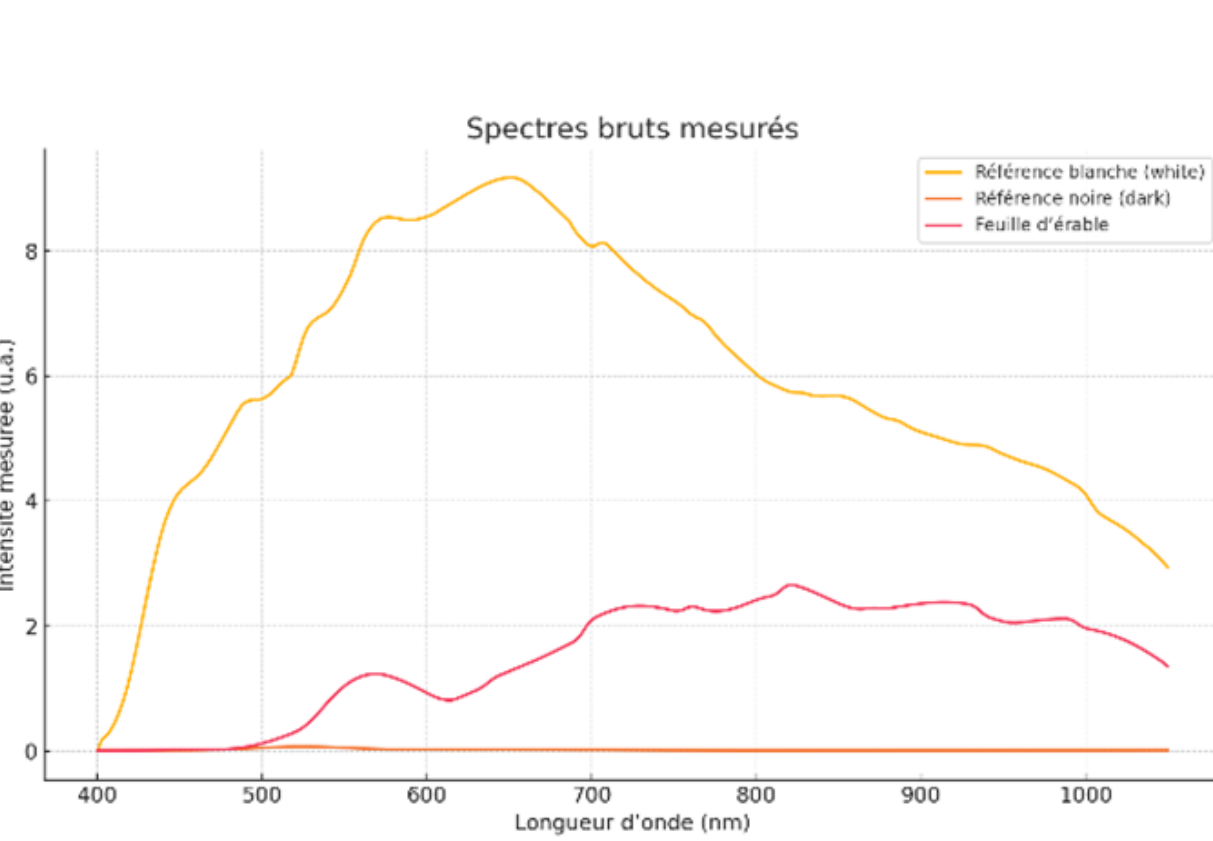 Spectres bruts mesurés
Référence blanche (white)
Référence noire (dark)
Feuille d'érable
8
6
4
2
0
Intensité mesurée (u.a.)
400 500 600 700 800 900 1000
Longueur d'onde (nm)